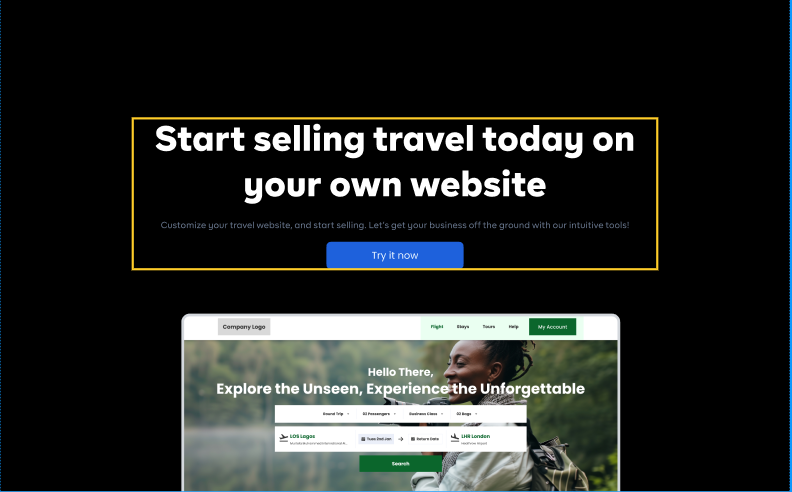 Start selling travel today on
your own website
Customize your travel website, and start selling. Let's get your business off the ground with our intuitive tools!
Try it now
Company Logo
Flight Stays Tours Help My Account
Hello There,
Explore the Unseen, Experience the Unforgettable
Round Trip 02 Passengers Business Class 02 Bags
LOS Lagos Tues 2nd Jan Return Date LHR London
Search